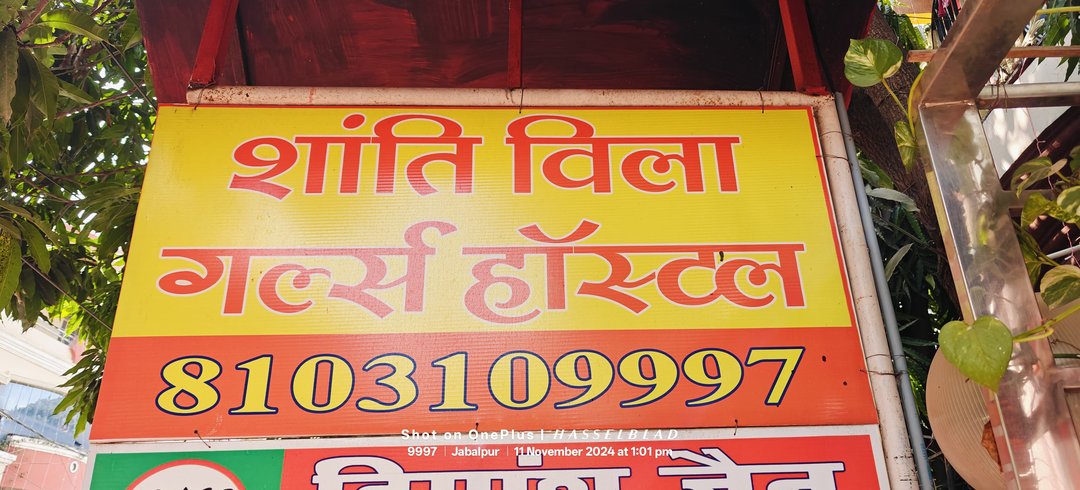 शांति विला
गर्ल्स हॉस्टल
8103109997
Shot on OnePlus | HASSELBLAD
9997 | Jabalpur | 11 November 2024 at 1:01 pm
जैन